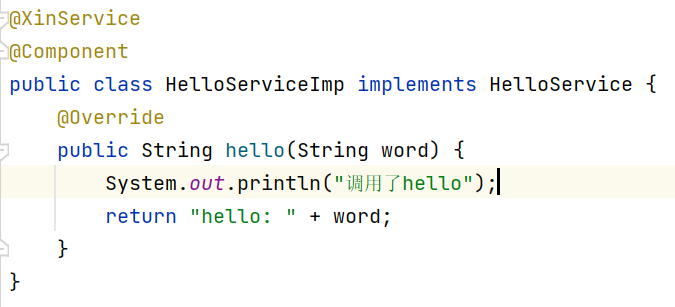 @XinService
@Component
public class HelloServiceImp implements HelloService {
    @Override
    public String hello(String word) {
        System.out.println("调用了hello");
        return "hello: " + word;
    }
}